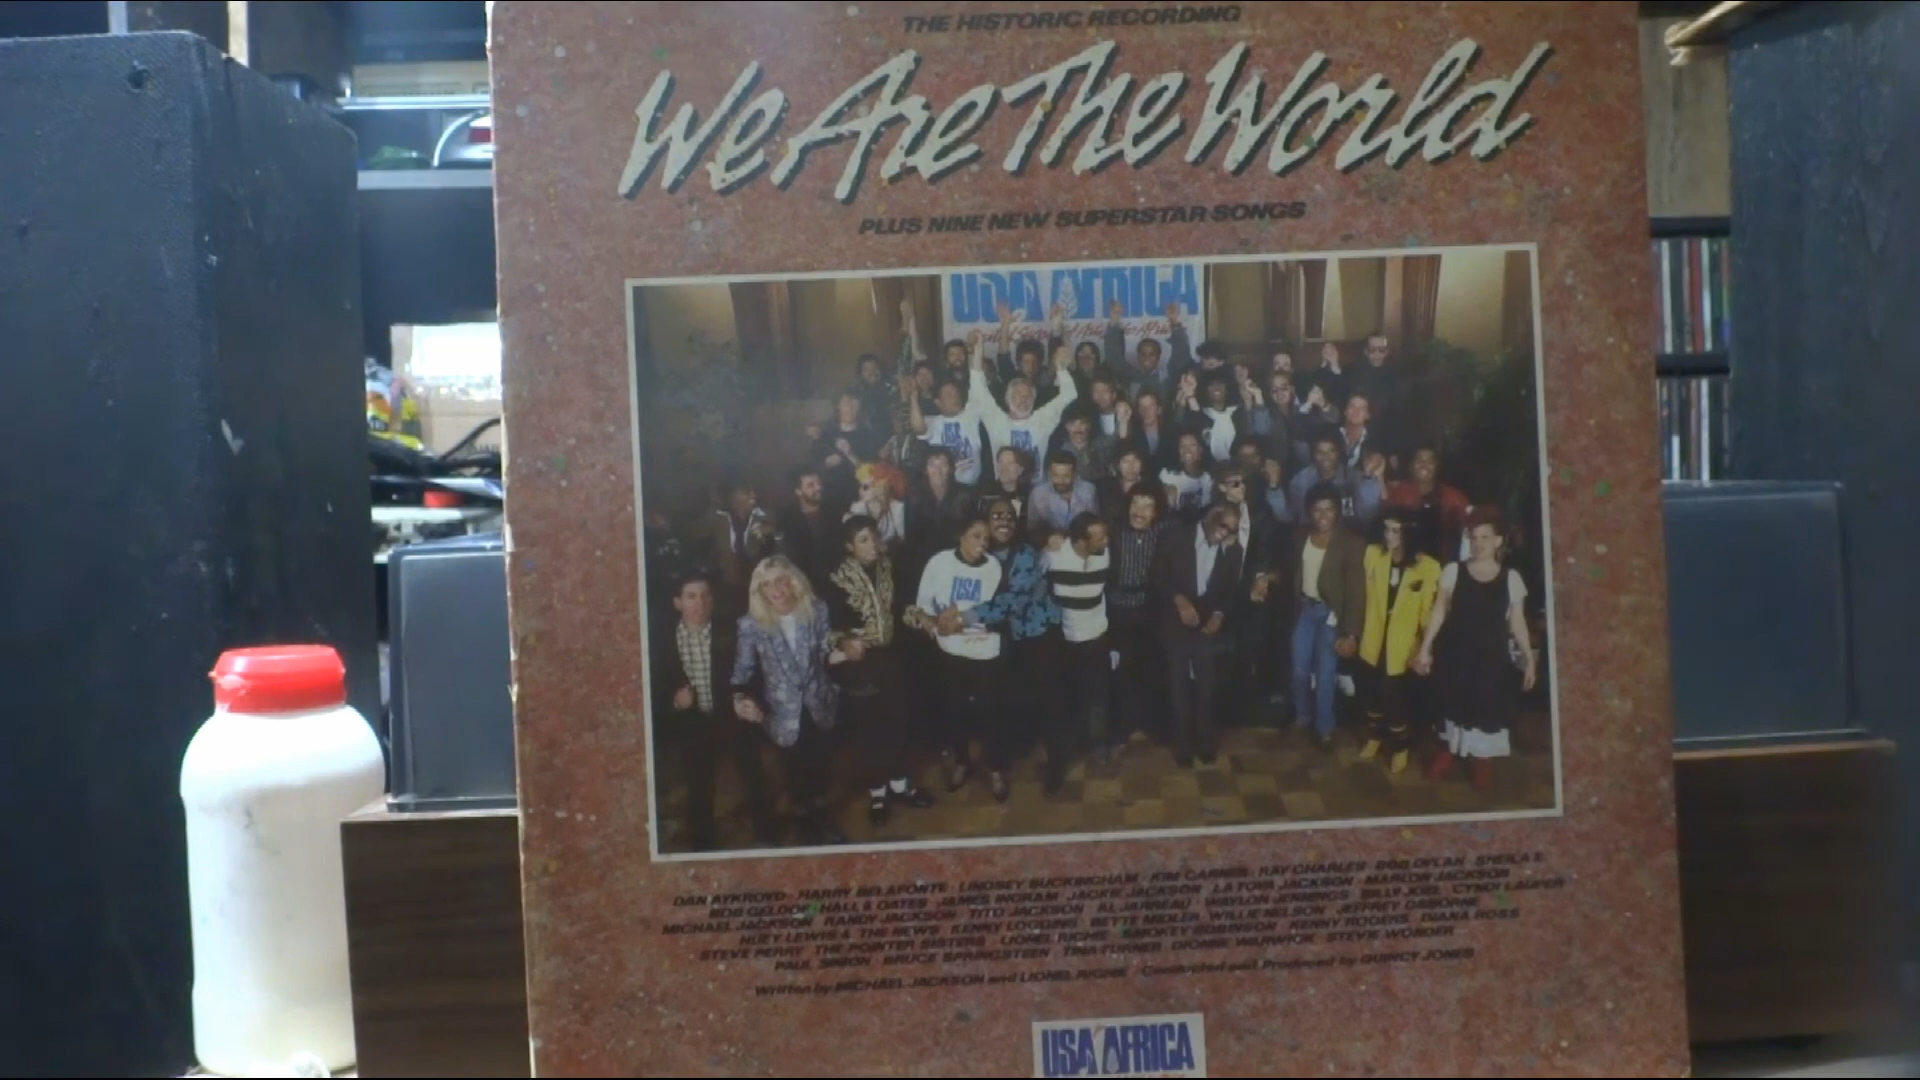 THE HISTORIC RECORDING
We Are The World
PLUS NINE NEW SUPERSTAR SONGS
USA AFRICA
USA
DAN AYKROYD · HARRY BELAFONTE · LINDSEY BUCKINGHAM · KIM CARNES · RAY CHARLES · BOB DYLAN · SHEILA E.
BOB GELDOF · HALL & OATES · JAMES INGRAM · JACKIE JACKSON · LA TOYA JACKSON · MARLON JACKSON
MICHAEL JACKSON · RANDY JACKSON · TITO JACKSON · AL JARREAU · WAYLON JENNINGS · BILLY JOEL · CYNDI LAUPER
HUEY LEWIS & THE NEWS · KENNY LOGGINS · BETTE MIDLER · WILLIE NELSON · JEFFREY OSBORNE
STEVE PERRY · THE POINTER SISTERS · LIONEL RICHIE · SMOKEY ROBINSON · KENNY ROGERS · DIANA ROSS
PAUL SIMON · BRUCE SPRINGSTEEN · TINA TURNER · DIONNE WARWICK · STEVIE WONDER
Written by MICHAEL JACKSON and LIONEL RICHIE · Conducted and Produced by QUINCY JONES
USA AFRICA